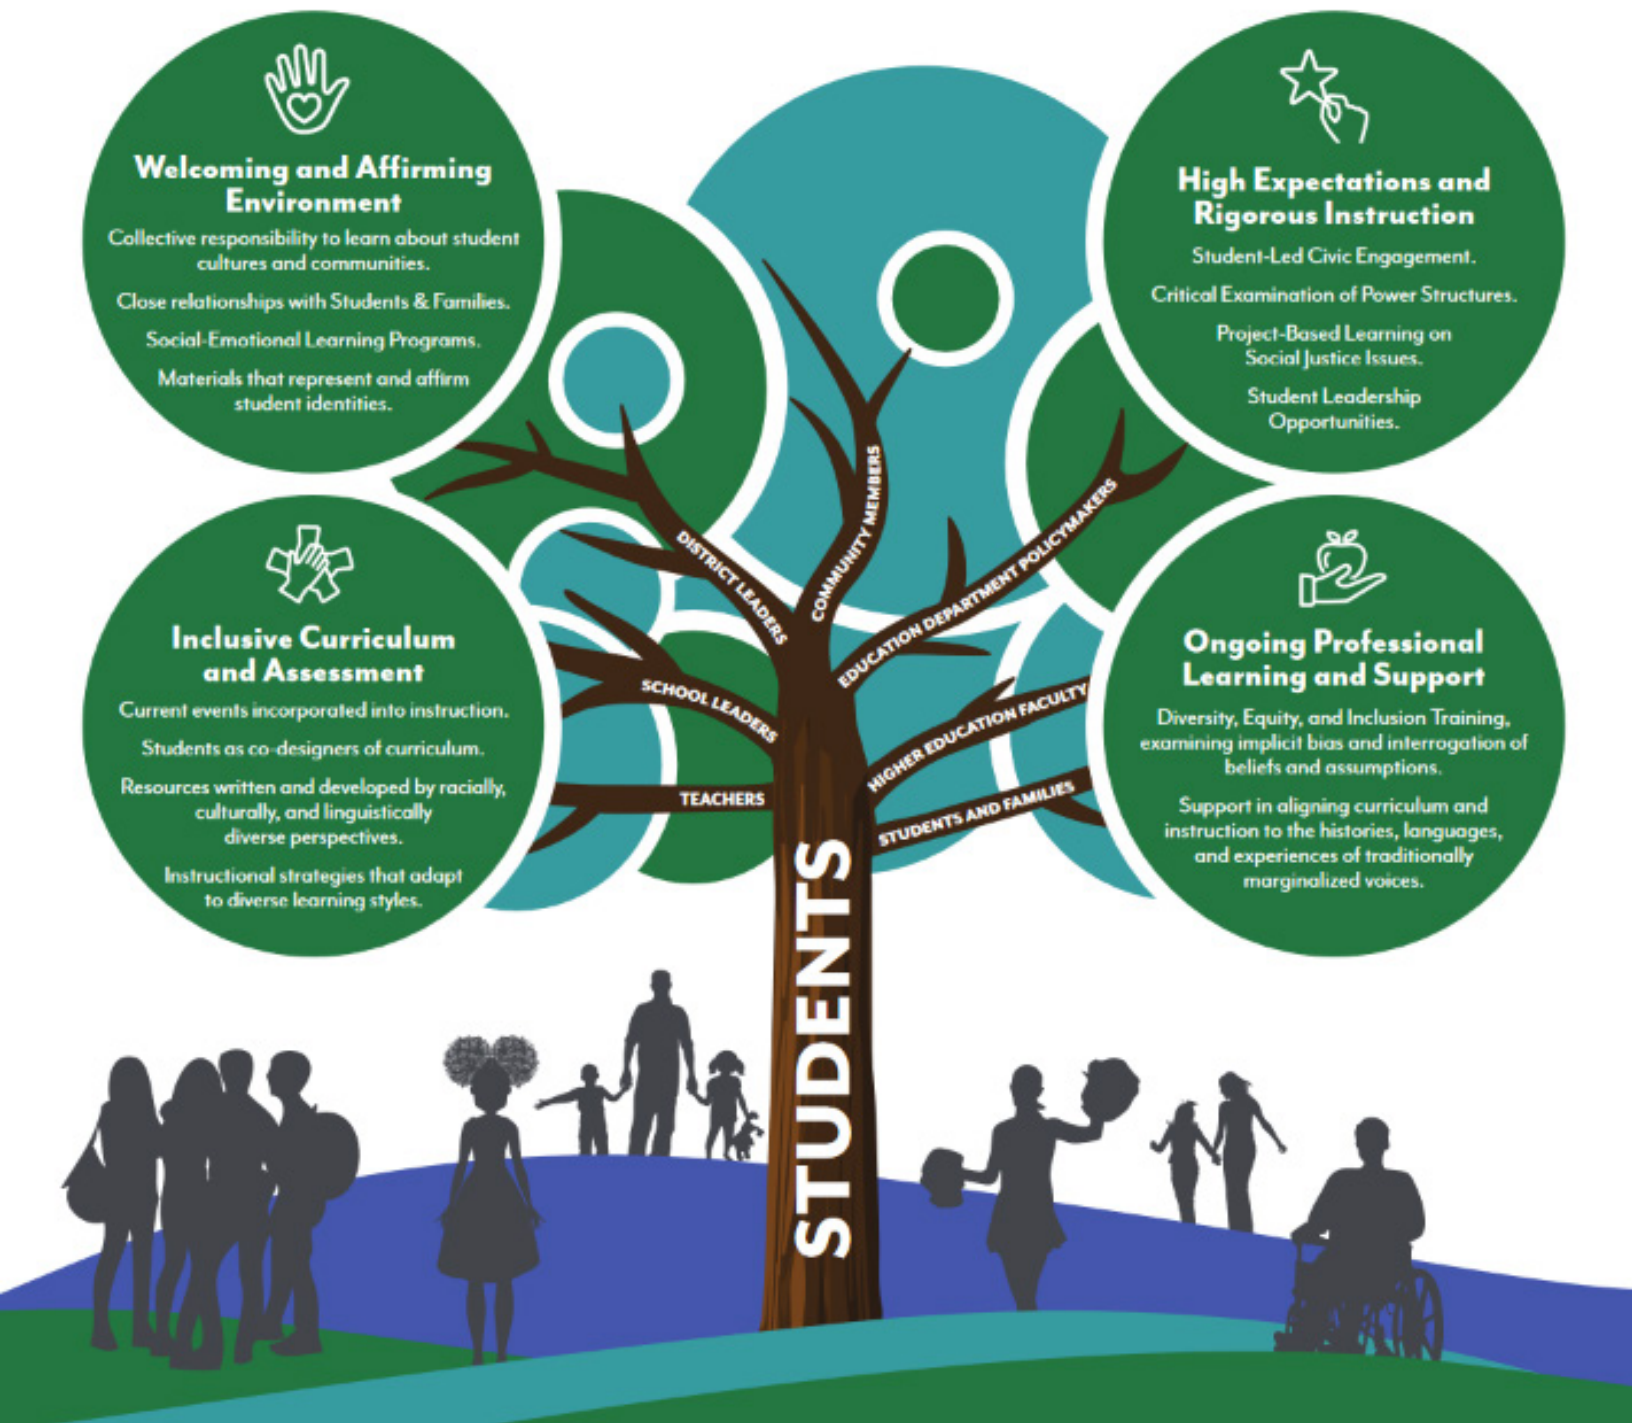 Welcoming and Affirming
Environment
Collective responsibility to learn about student
cultures and communities.
Close relationships with Students & Families.
Social-Emotional Learning Programs.
Materials that represent and affirm
student identities.
High Expectations and
Rigorous Instruction
Student-Led Civic Engagement.
Critical Examination of Power Structures.
Project-Based Learning on
Social Justice Issues.
Student Leadership
Opportunities.
Inclusive Curriculum
and Assessment
Current events incorporated into instruction.
Students as co-designers of curriculum.
Resources written and developed by racially,
culturally, and linguistically
diverse perspectives.
Instructional strategies that adapt
to diverse learning styles.
Ongoing Professional
Learning and Support
Diversity, Equity, and Inclusion Training,
examining implicit bias and interrogation of
beliefs and assumptions.
Support in aligning curriculum and
instruction to the histories, languages,
and experiences of traditionally
marginalized voices.
DISTRICT LEADERS
COMMUNITY MEMBERS
EDUCATION DEPARTMENT POLICYMAKERS
SCHOOL LEADERS
HIGHER EDUCATION FACULTY
TEACHERS
STUDENTS AND FAMILIES
STUDENTS